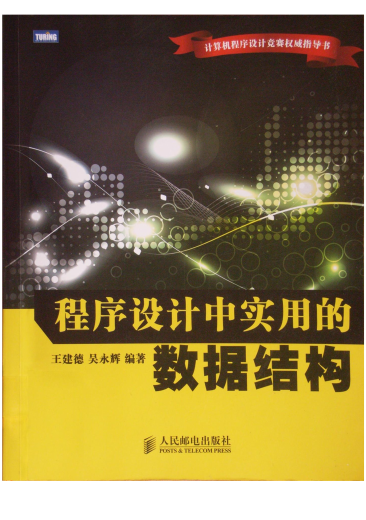 TURING
计算机程序设计竞赛权威指导书
程序设计中实用的
数据结构
王建德 吴永辉 编著
人民邮电出版社
POSTS & TELECOM PRESS